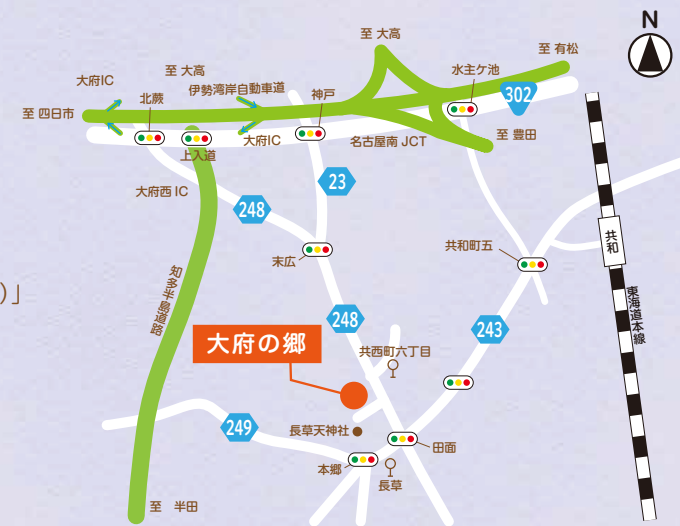 N
至 大高
至 有松
水主ケ池
大府IC
至 大高
302
伊勢湾岸自動車道
北蕨
神戸
至 四日市
至 豊田
上入道
大府IC
名古屋南 JCT
大府西 IC
23
248
共和町五
共和
末広
知多半島道路
)」
東海道本線
248
243
大府の郷
共西町六丁目
249
長草天神社
田面
本郷
長草
至 半田